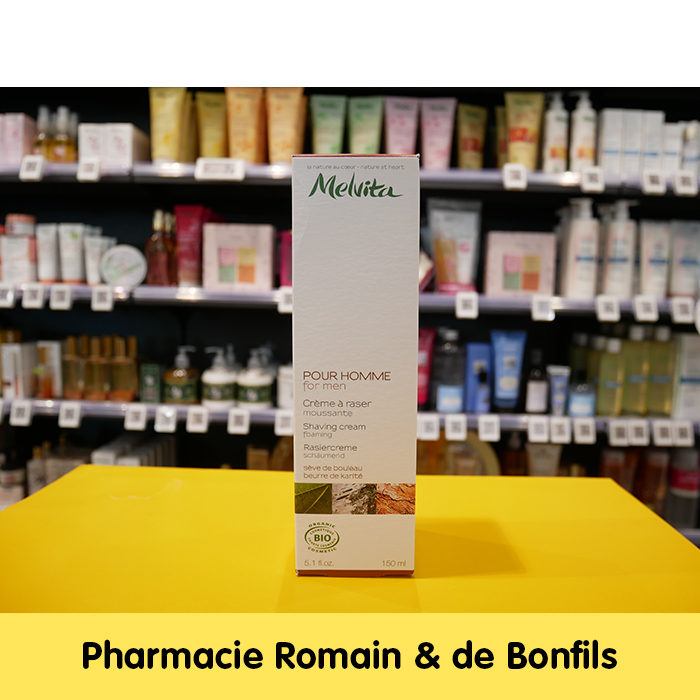 la nature au cœur - nature at heart
Melvita
POUR HOMME
for men
Crème à raser
moussante
Shaving cream
foaming
Rasiercreme
schäumend
sève de bouleau
beurre de karité
ORGANIC
BIO
COSMETIC
5.1 fl.oz. 150 ml
Pharmacie Romain & de Bonfils